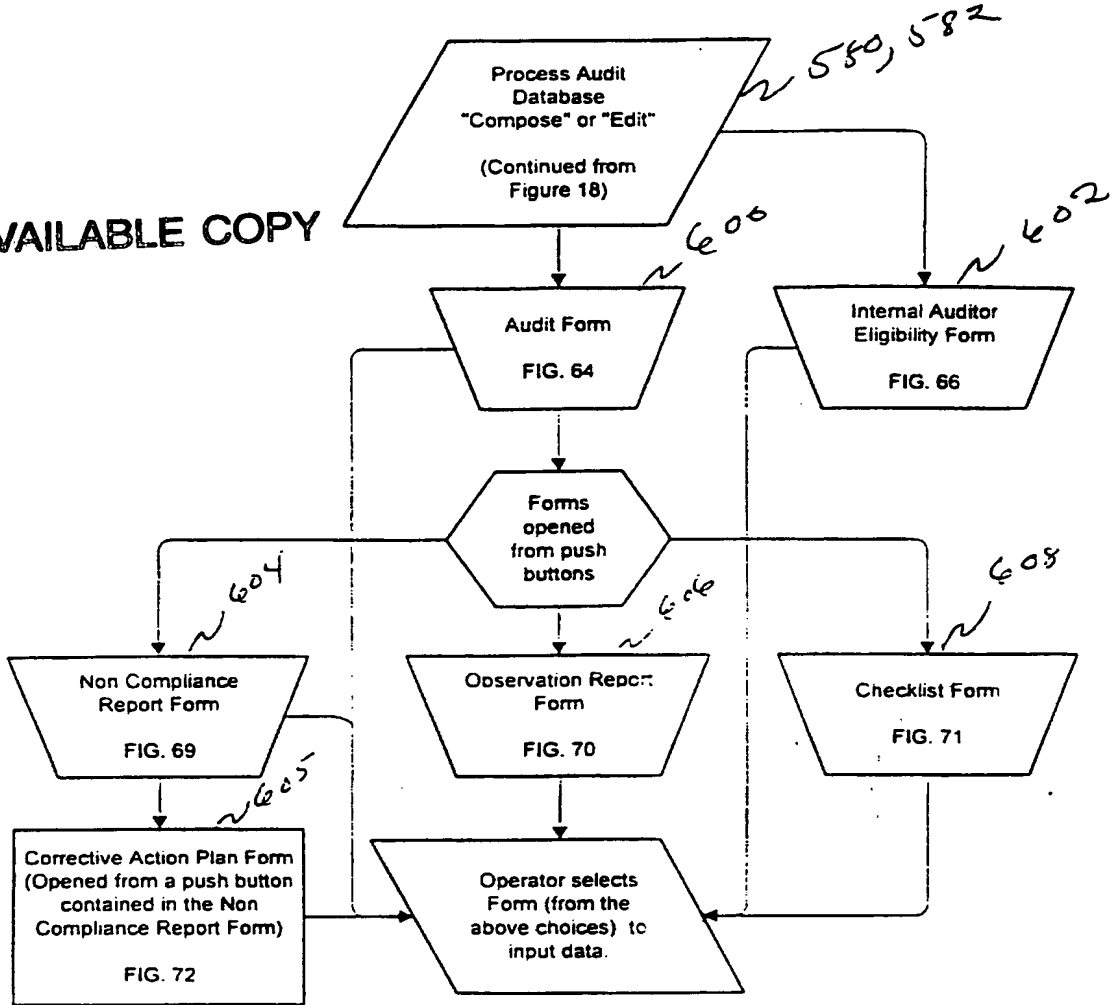 Process Audit
Database
"Compose" or "Edit"
(Continued from
Figure 18)
580, 582
VAILABLE COPY
600
602
Audit Form
FIG. 64
Internal Auditor
Eligibility Form
FIG. 66
Forms
opened
from push
buttons
604
606
608
Non Compliance
Report Form
FIG. 69
Observation Report
Form
FIG. 70
Checklist Form
FIG. 71
605
Corrective Action Plan Form
(Opened from a push button
contained in the Non
Compliance Report Form)
FIG. 72
Operator selects
Form (from the
above choices) to
input data.